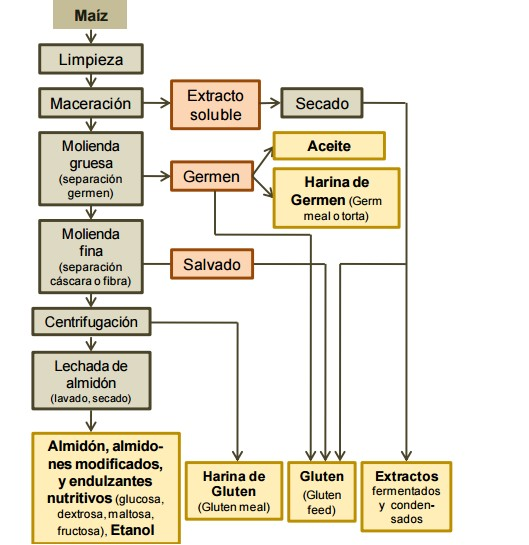 Maíz
Limpieza
Maceración
Extracto
soluble
Secado
Molienda
gruesa
(separación
germen)
Germen
Aceite
Harina de
Germen (Germ
meal o torta)
Molienda
fina
(separación
cáscara o fibra)
Salvado
Centrifugación
Lechada de
almidón
(lavado, secado)
Almidón, almido-
nes modificados,
y endulzantes
nutritivos (glucosa,
dextrosa, maltosa,
fructosa), Etanol
Harina de
Gluten
(Gluten meal)
Gluten
(Gluten
feed)
Extractos
fermentados
y conden-
sados